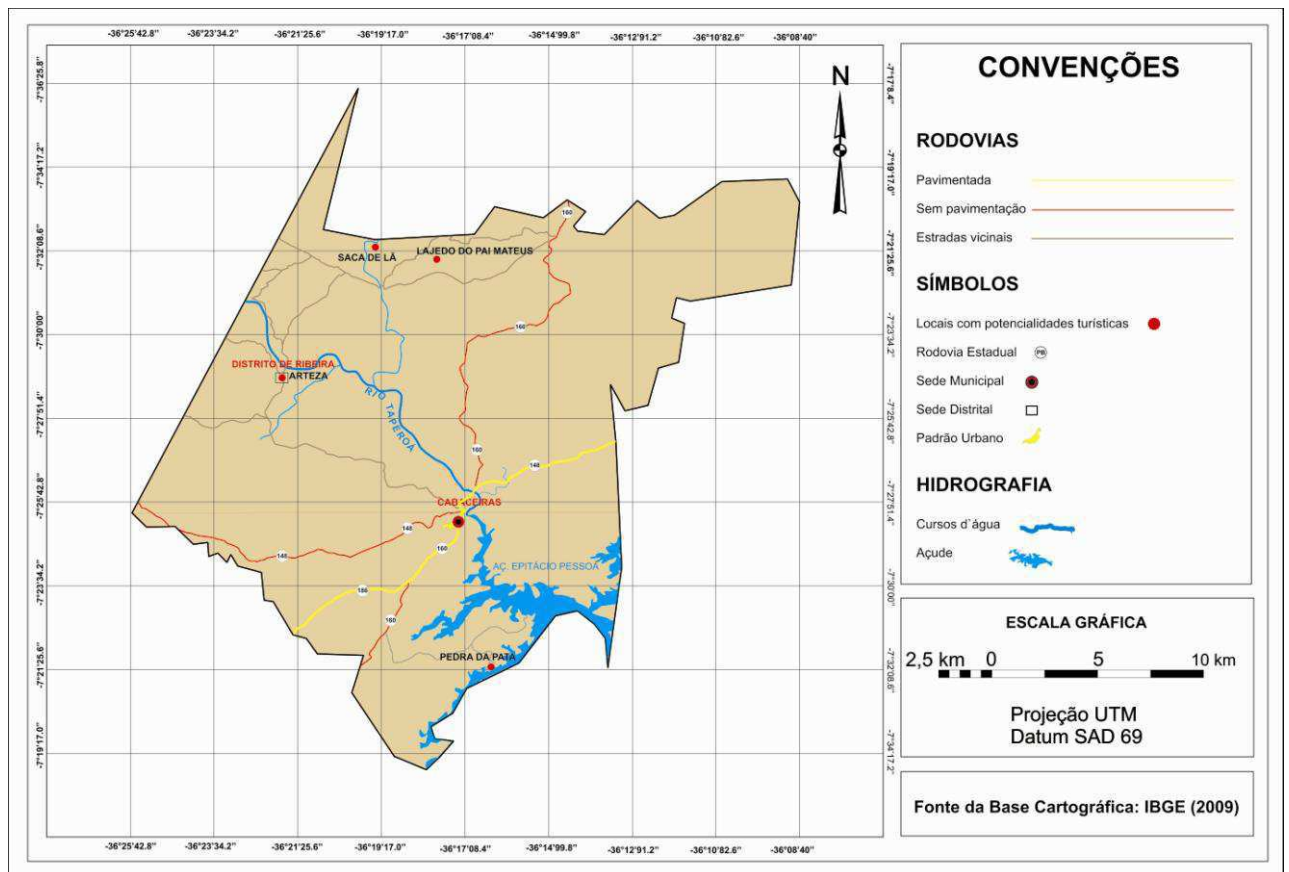 -36°25'42.8" -36°23'34.2" -36°21'25.6" -36°19'17.0" -36°17'08.4" -36°14'99.8" -36°12'91.2" -36°10'82.6" -36°08'40"
-7°36'25.8"
-7°34'17.2"
-7°32'08.6"
-7°30'00"
-7°27'51.4"
-7°25'42.8"
-7°23'34.2"
-7°21'25.6"
-7°19'17.0"
N
160
SACA DE LÃ
LAJEDO DO PAI MATEUS
160
DISTRITO DE RIBEIRA
ARTEZA
RIO TAPEROÁ
160
148
CAB CEIRAS
148
160
148
AÇ. EPITÁCIO PESSOA
186
160
PEDRA DA PATA
-7°17'8.4"
-7°19'17.0"
-7°21'25.6"
-7°23'34.2"
-7°25'42.8"
-7°27'51.4"
-7°30'00"
-7°32'08.6"
-7°34'17.2"
-36°25'42.8" -36°23'34.2" -36°21'25.6" -36°19'17.0" -36°17'08.4" -36°14'99.8" -36°12'91.2" -36°10'82.6" -36°08'40"
CONVENÇÕES
RODOVIAS
Pavimentada
Sem pavimentação
Estradas vicinais
SÍMBOLOS
Locais com potencialidades turísticas
Rodovia Estadual PB
Sede Municipal
Sede Distrital
Padrão Urbano
HIDROGRAFIA
Cursos d`água
Açude
ESCALA GRÁFICA
2,5 km 0 5 10 km
Projeção UTM
Datum SAD 69
Fonte da Base Cartográfica: IBGE (2009)